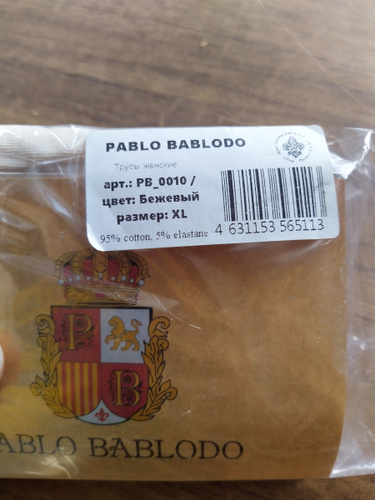 PABLO BABLODO
Трусы женские
арт.: PB_0010 /
цвет: Бежевый
размер: XL
95% cotton, 5% elastane
4 631153 565113
P
B
PABLO BABLODO